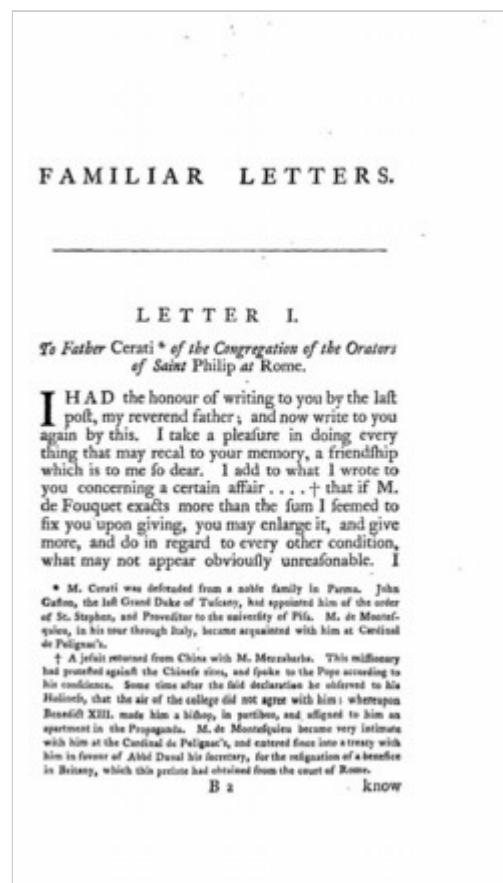 FAMILIAR LETTERS.
LETTER I.
To Father Cerati * of the Congregation of the Orators
of Saint Philip at Rome.
I HAD the honour of writing to you by the laſt
poſt, my reverend father; and now write to you
again by this. I take a pleaſure in doing every
thing that may recal to your memory, a friendſhip
which is to me ſo dear. I add to what I wrote to
you concerning a certain affair .... † that if M.
de Fouquet exacts more than the ſum I ſeemed to
fix you upon giving, you may enlarge it, and give
more, and do in regard to every other condition,
what may not appear obviouſly unreaſonable. I
* M. Cerati was deſcended from a noble family in Parma. John
Gaſton, the laſt Grand Duke of Tuſcany, had appointed him of the order
of St. Stephen, and Proveditor to the univerſity of Piſa. M. de Monteſ-
quieu, in his tour through Italy, became acquainted with him at Cardinal
de Polignac's.
† A jeſuit returned from China with M. Mezzabarba. This miſſionary
had proteſted againſt the Chineſe rites, and ſpoke to the Pope according to
his conſcience. Some time after the ſaid declaration he obſerved to his
Holineſs, that the air of the college did not agree with him: whereupon
Benedict XIII. made him a biſhop, in partibus, and aſſigned to him an
apartment in the Propaganda. M. de Monteſquieu became very intimate
with him at the Cardinal de Polignac's, and entered ſince into a treaty with
him in favour of Abbé Duval his ſecretary, for the reſignation of a benefice
in Britany, which this prelate had obtained from the court of Rome.
B 2 know